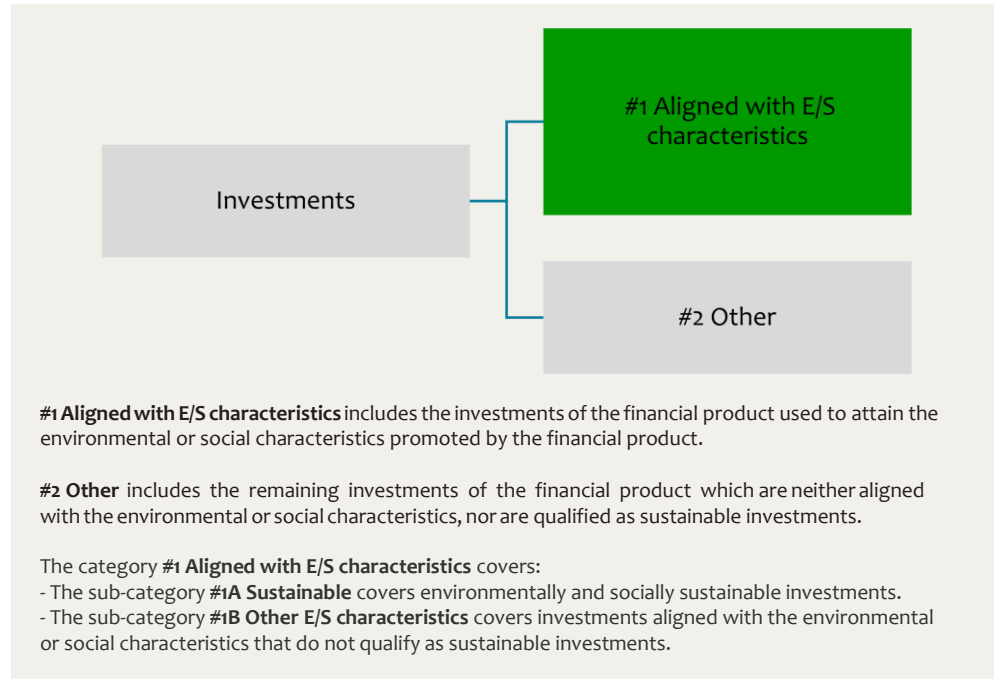 #1 Aligned with E/S
characteristics
Investments
#2 Other
#1 Aligned with E/S characteristics includes the investments of the financial product used to attain the
environmental or social characteristics promoted by the financial product.
#2 Other includes the remaining investments of the financial product which are neither aligned
with the environmental or social characteristics, nor are qualified as sustainable investments.
The category #1 Aligned with E/S characteristics covers:
- The sub-category #1A Sustainable covers environmentally and socially sustainable investments.
- The sub-category #1B Other E/S characteristics covers investments aligned with the environmental
or social characteristics that do not qualify as sustainable investments.